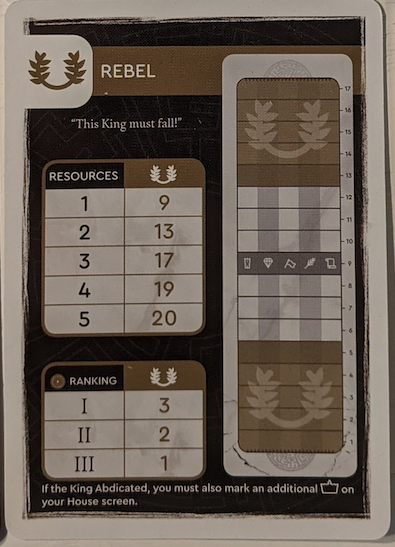 REBEL
"This King must fall!"
RESOURCES
1 9
2 13
3 17
4 19
5 20
RANKING
I 3
II 2
III 1
17
16
15
14
13
12
11
10
9
8
7
6
5
4
3
2
1
If the King Abdicated, you must also mark an additional on
your House screen.